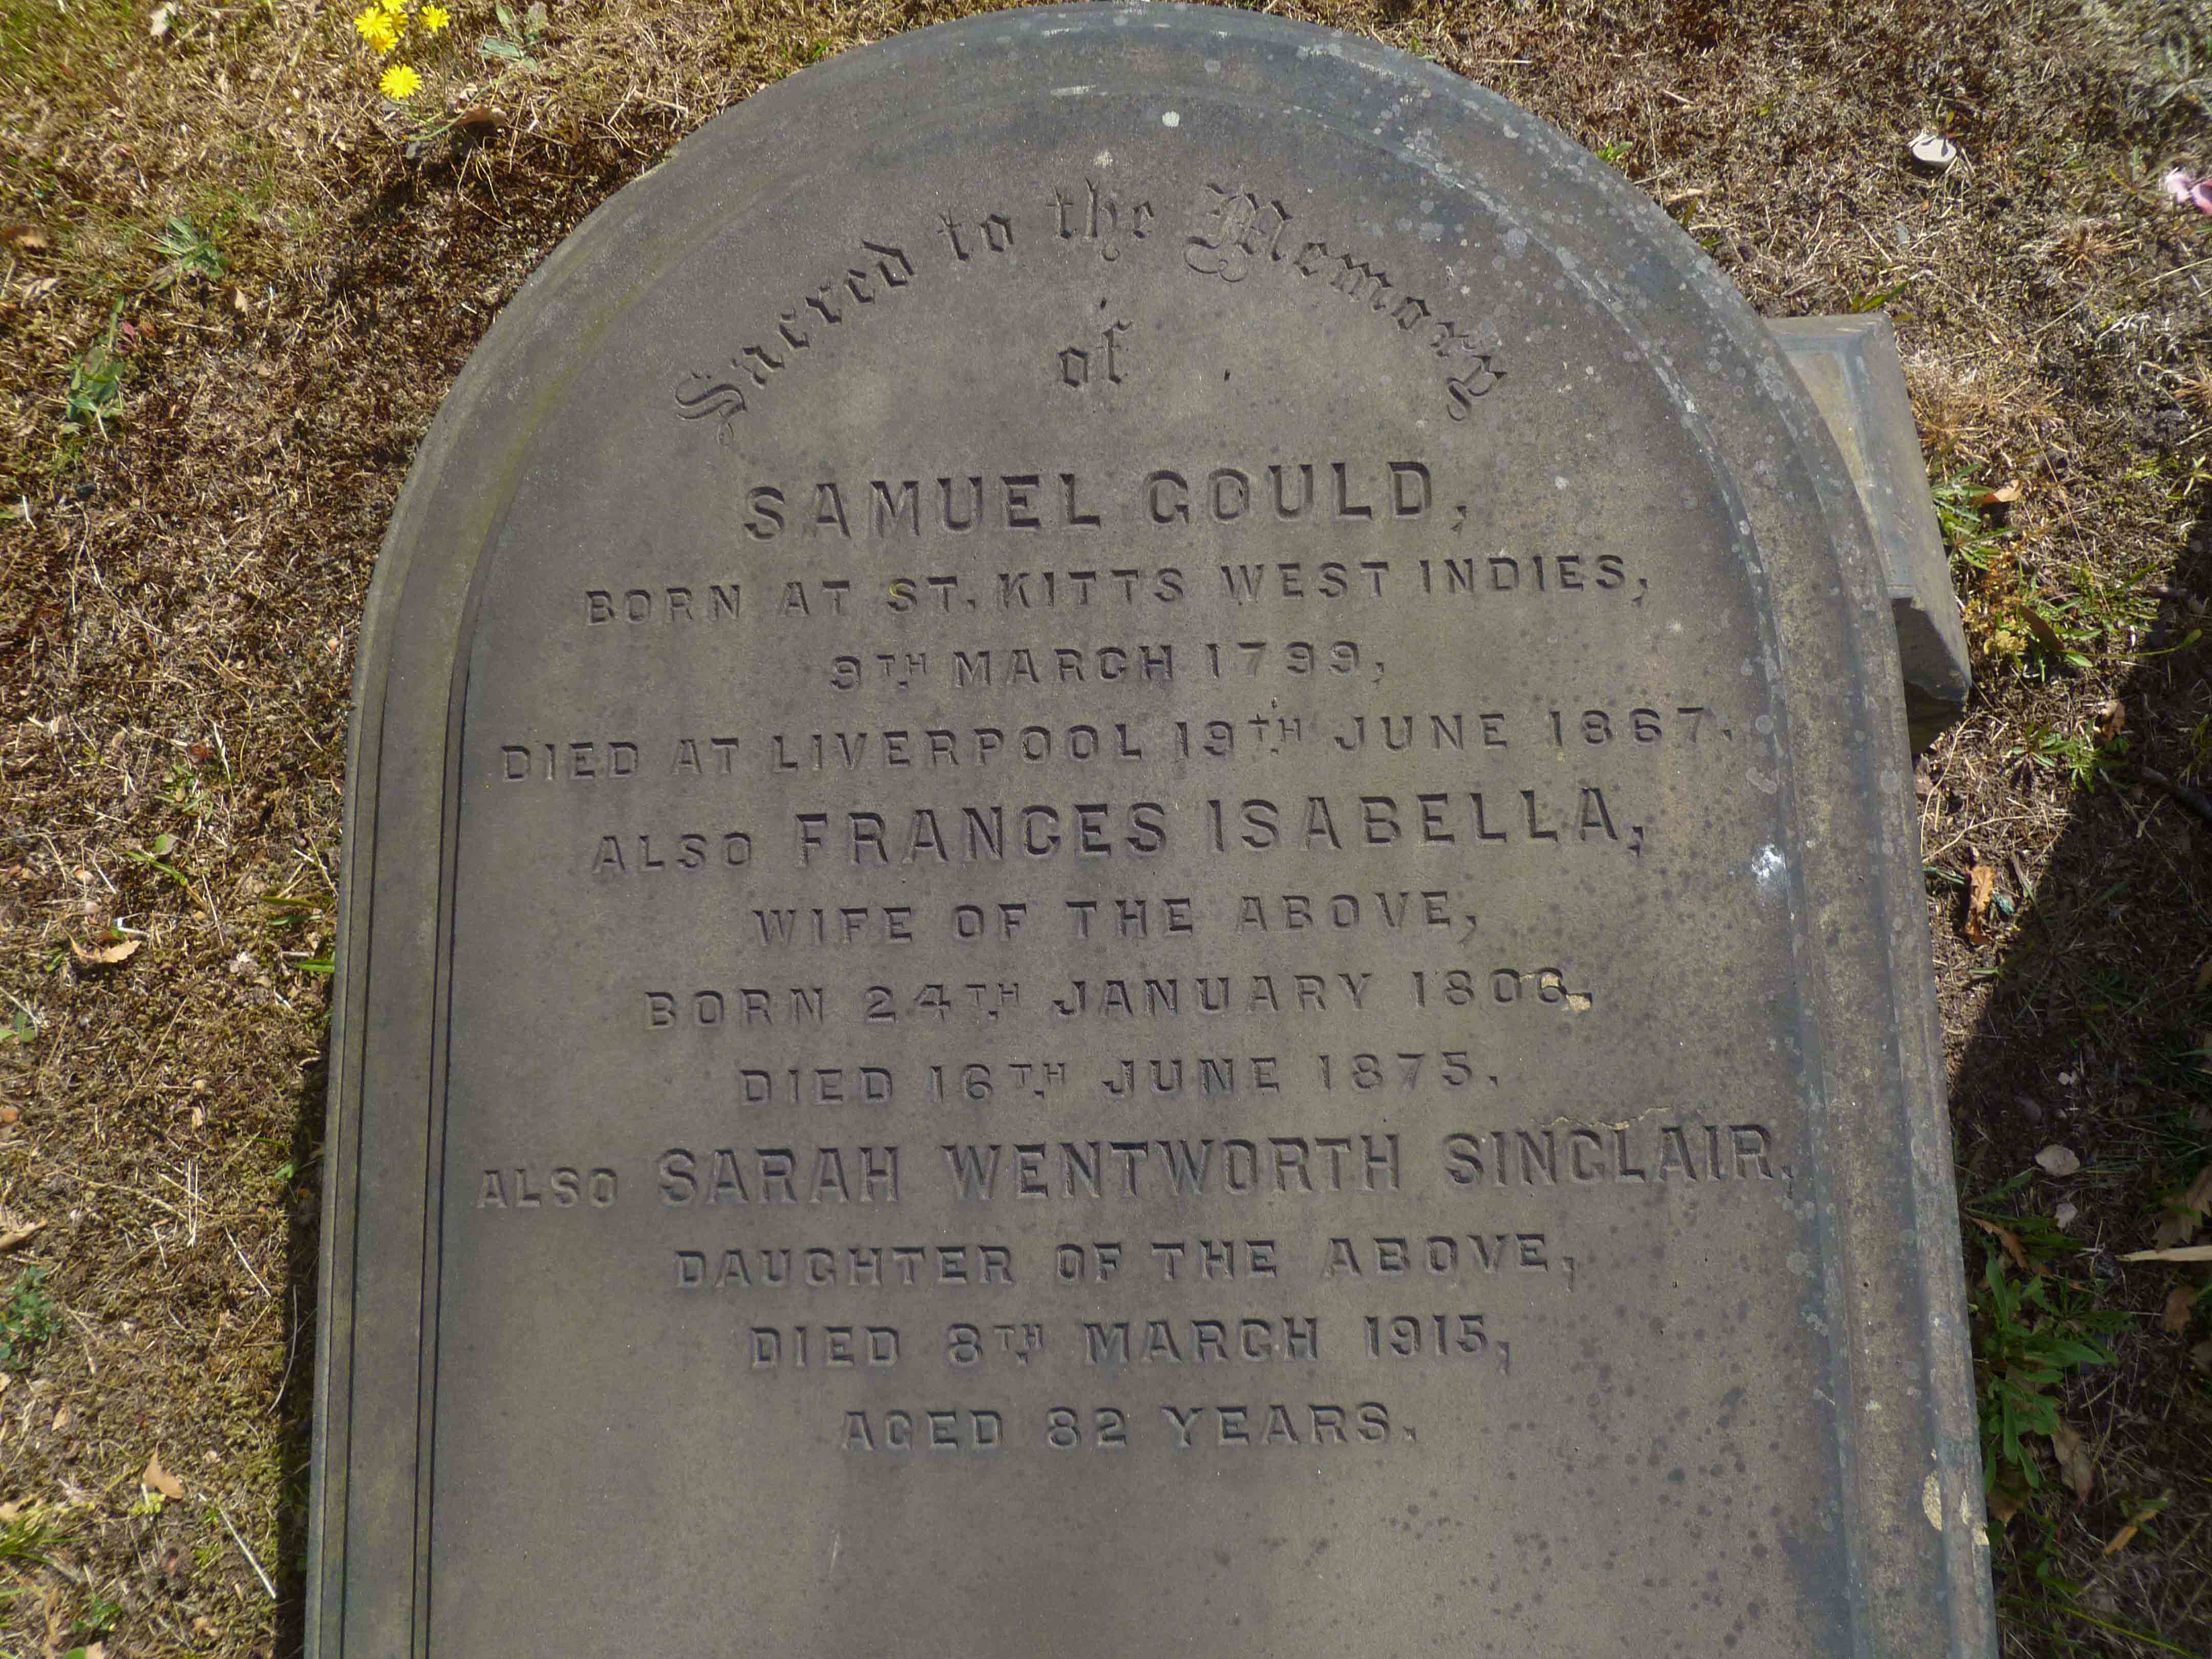 Sacred to the Memory
of
SAMUEL GOULD,
BORN AT ST. KITTS WEST INDIES,
9TH MARCH 1799,
DIED AT LIVERPOOL 19TH JUNE 1867.
ALSO FRANCES ISABELLA,
WIFE OF THE ABOVE,
BORN 24TH JANUARY 1806,
DIED 16TH JUNE 1875.
ALSO SARAH WENTWORTH SINCLAIR,
DAUGHTER OF THE ABOVE,
DIED 8TH MARCH 1915,
AGED 82 YEARS.